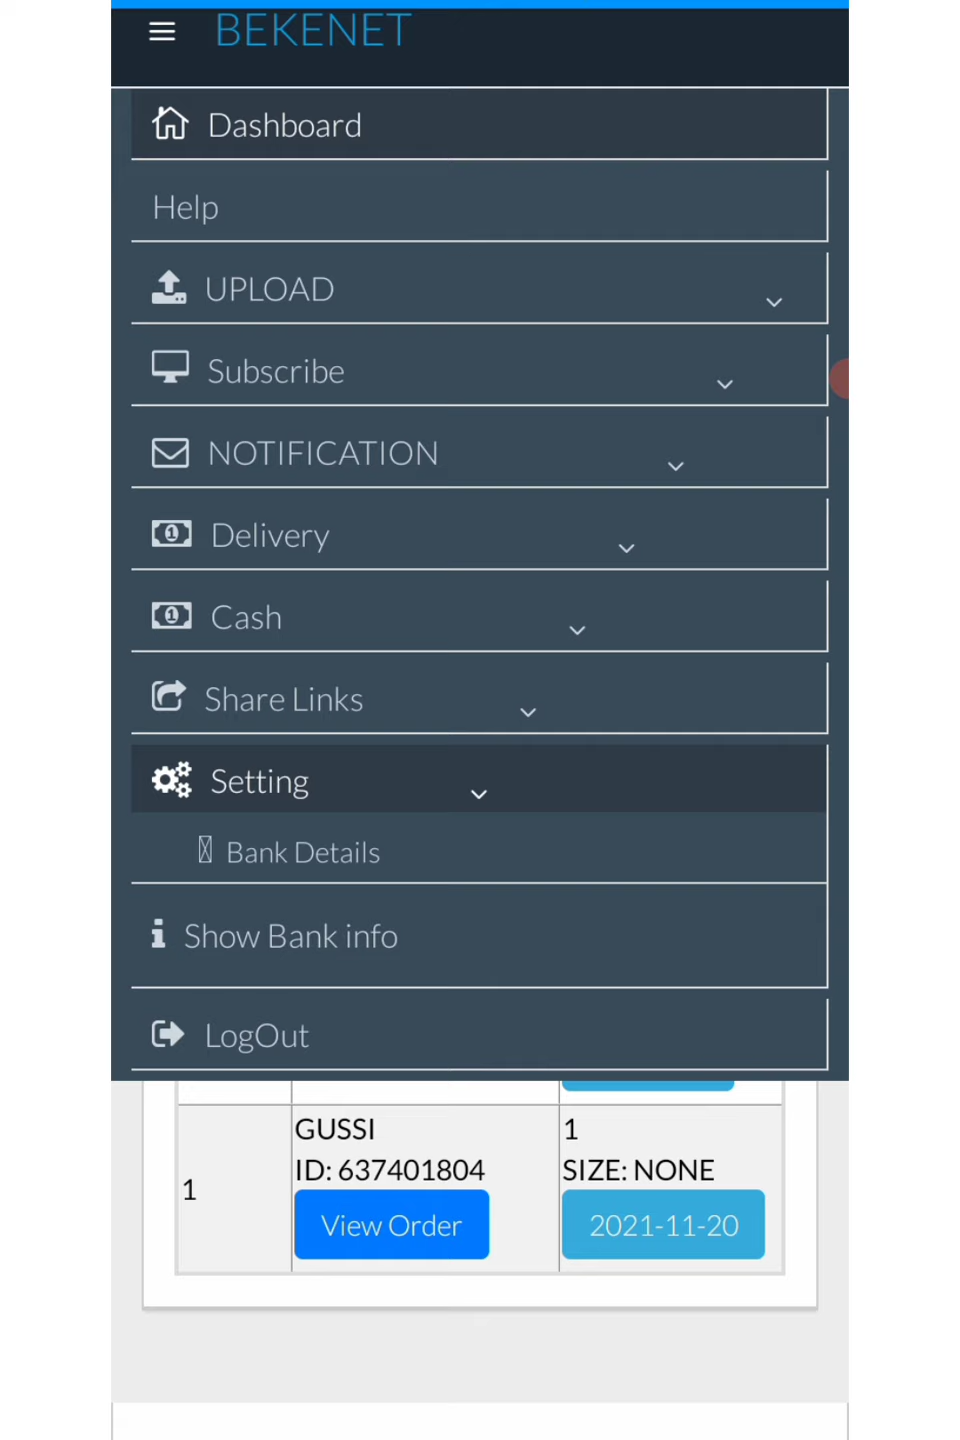 BEKENET
Dashboard
Help
UPLOAD
Subscribe
NOTIFICATION
Delivery
Cash
Share Links
Setting
Bank Details
Show Bank info
LogOut
1
GUSSI
ID: 637401804
View Order
1
SIZE: NONE
2021-11-20